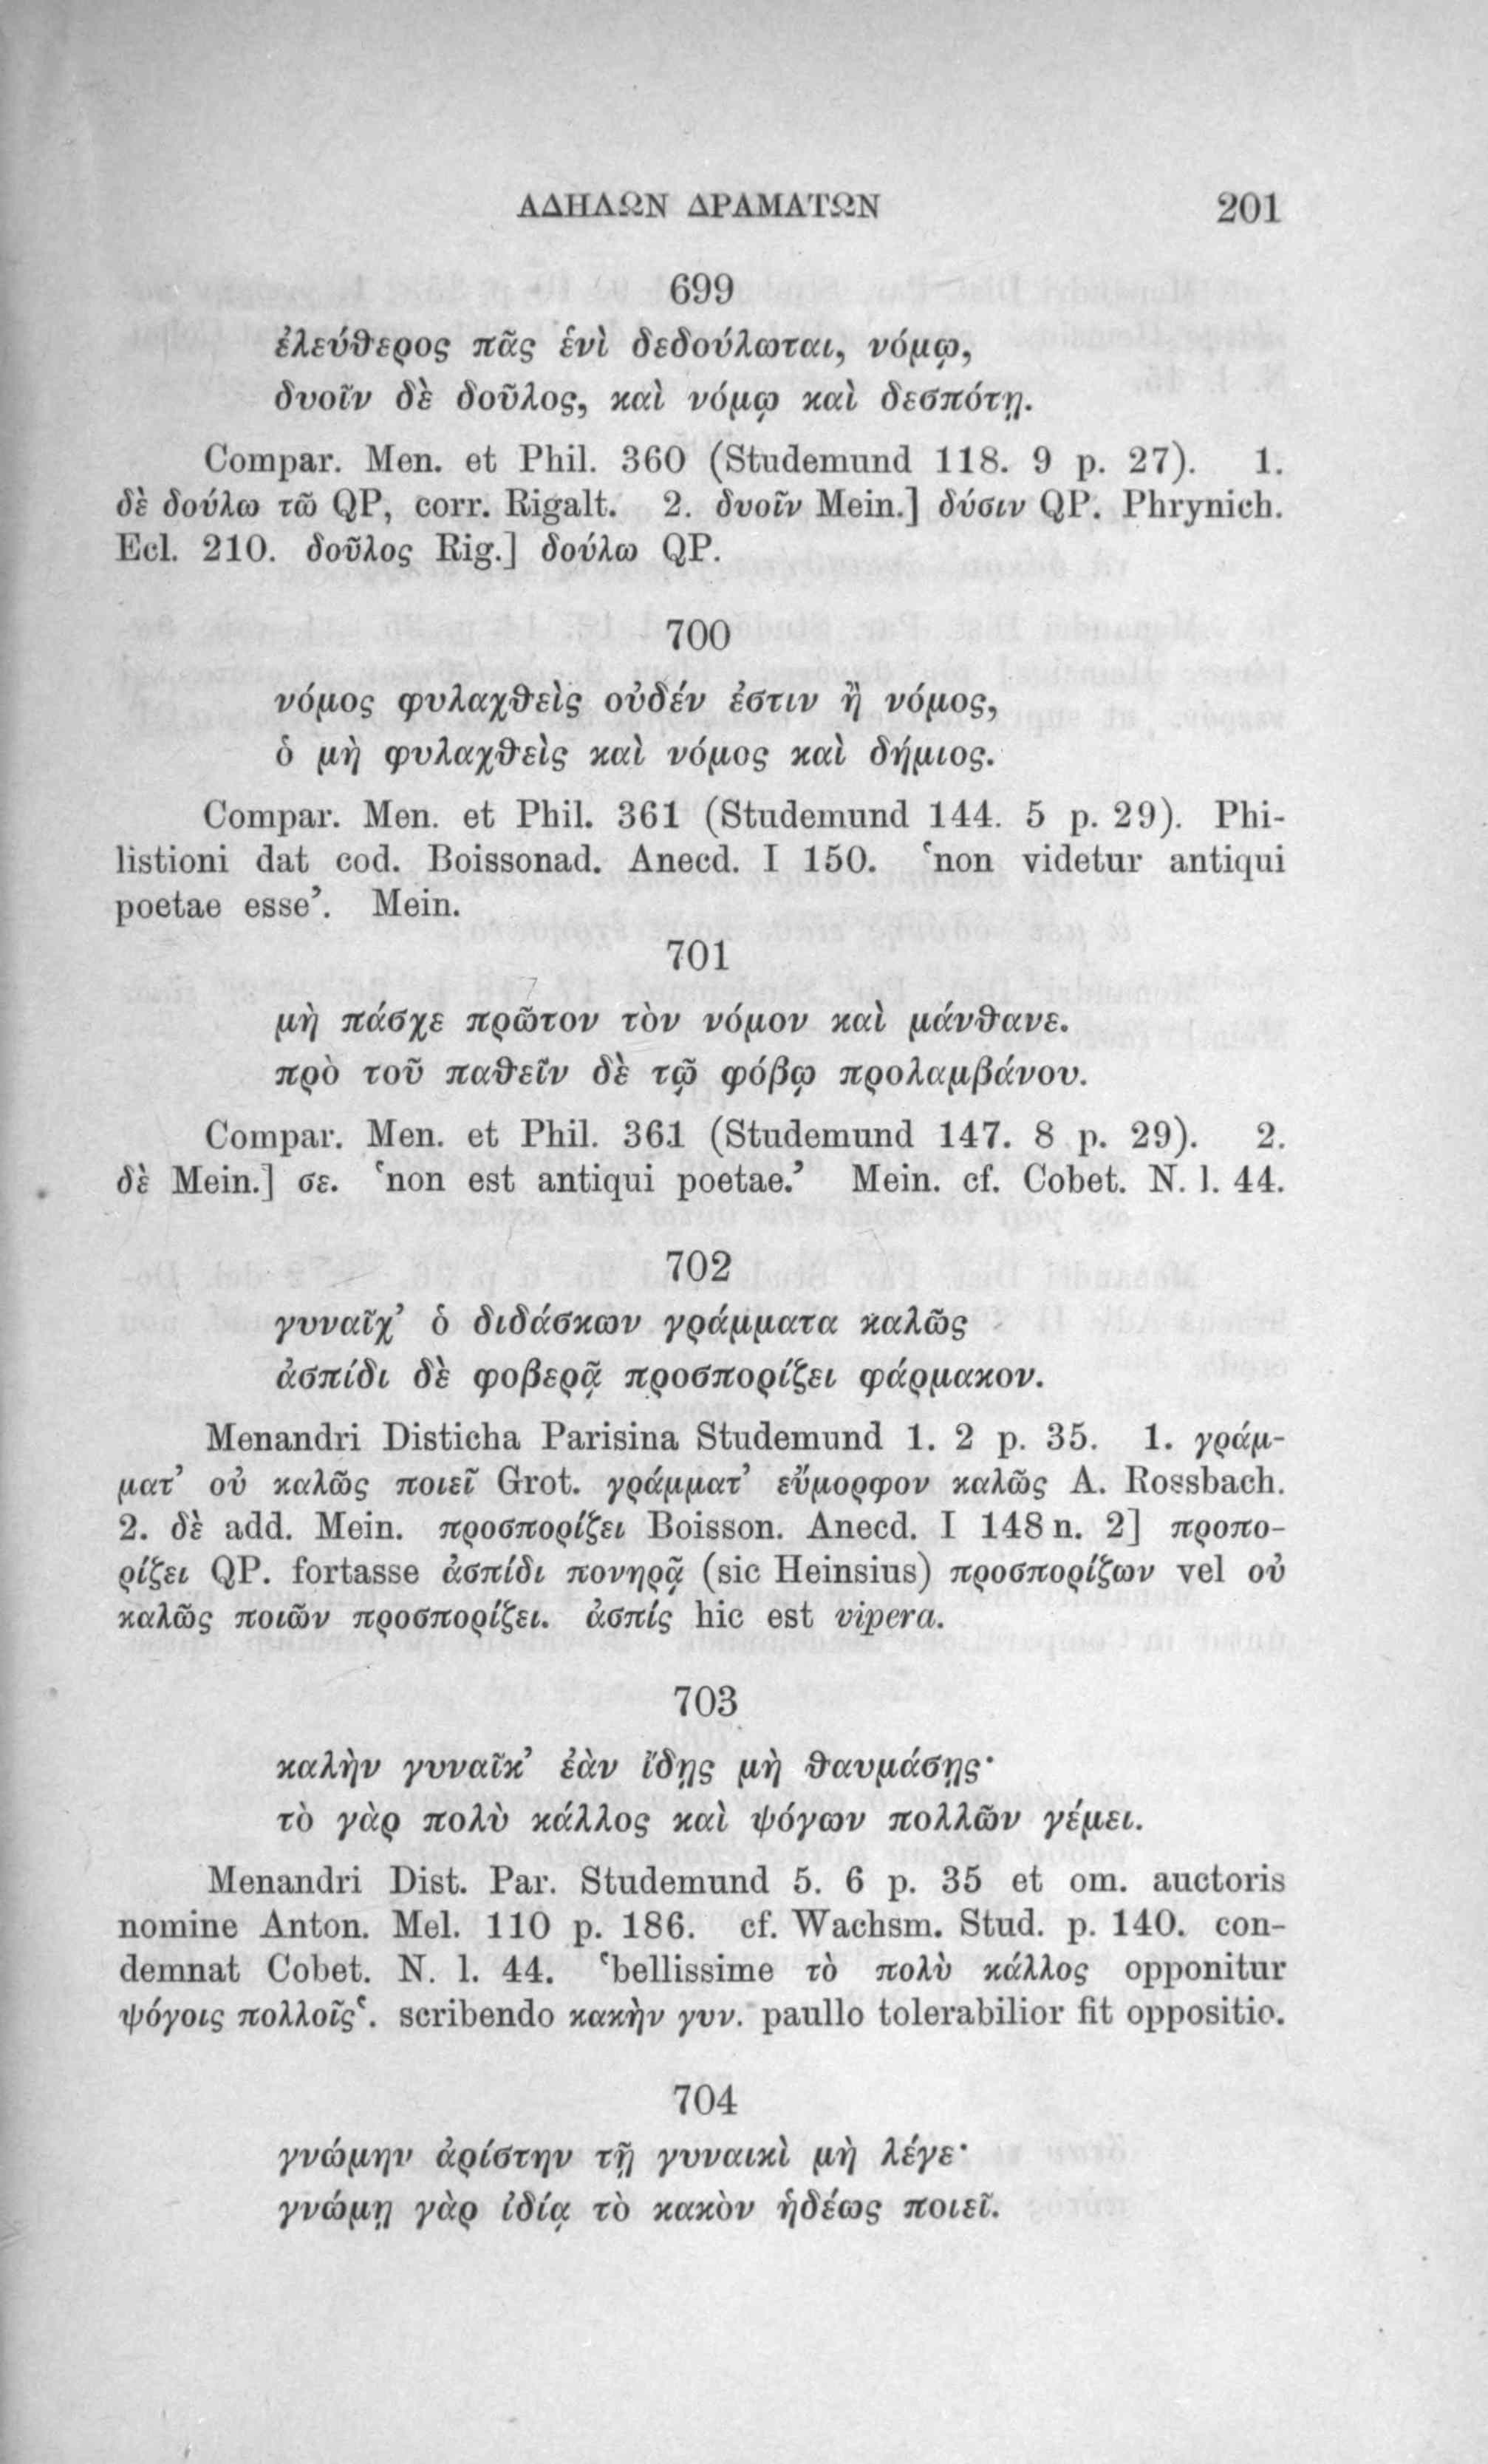 ΑΔΗΛΩΝ ΔΡΑΜΑΤΩΝ 201
699
ἐλεύθερος πᾶς ἑνὶ δεδούλωται, νόμῳ,
δυοῖν δὲ δοῦλος, καὶ νόμῳ καὶ δεσπότῃ.
Compar. Men. et Phil. 360 (Studemund 118. 9 p. 27). 1.
δὲ δούλω τῶ QP, corr. Rigalt. 2. δυοῖν Mein.] δύσιν QP. Phrynich.
Ecl. 210. δοῦλος Rig.] δούλω QP.
700
νόμος φυλαχθεὶς οὐδέν ἐστιν ἢ νόμος,
ὁ μὴ φυλαχθεὶς καὶ νόμος καὶ δήμιος.
Compar. Men. et Phil. 361 (Studemund 144. 5 p. 29). Phi-
listioni dat cod. Boissonad. Anecd. I 150. ‛non videtur antiqui
poetae esse’. Mein.
701
μὴ πάσχε πρῶτον τὸν νόμον καὶ μάνθανε.
πρὸ τοῦ παθεῖν δὲ τῷ φόβῳ προλαμβάνου.
Compar. Men. et Phil. 361 (Studemund 147. 8 p. 29). 2.
δὲ Mein.] σε. ‛non est antiqui poetae.’ Mein. cf. Cobet. N. l. 44.
702
γυναῖχ’ ὁ διδάσκων γράμματα καλῶς
ἀσπίδι δὲ φοβερᾷ προσπορίζει φάρμακον.
Menandri Disticha Parisina Studemund 1. 2 p. 35. 1. γράμ-
ματ’ οὐ καλῶς ποιεῖ Grot. γράμματ’ εὔμορφον καλῶς A. Rossbach.
2. δὲ add. Mein. προσπορίζει Boisson. Anecd. I 148 n. 2] προπο-
ρίζει QP. fortasse ἀσπίδι πονηρᾷ (sic Heinsius) προσπορίζων vel οὐ
καλῶς ποιῶν προσπορίζει. ἀσπίς hic est vipera.
703
καλὴν γυναῖκ’ ἐὰν ἴδῃς μὴ θαυμάσῃς·
τὸ γὰρ πολὺ κάλλος καὶ ψόγων πολλῶν γέμει.
Menandri Dist. Par. Studemund 5. 6 p. 35 et om. auctoris
nomine Anton. Mel. 110 p. 186. cf. Wachsm. Stud. p. 140. con-
demnat Cobet. N. l. 44. ‛bellissime τὸ πολὺ κάλλος opponitur
ψόγοις πολλοῖς‛. scribendo κακὴν γυν. paullo tolerabilior fit oppositio.
704
γνώμην ἀρίστην τῇ γυναικὶ μὴ λέγε·
γνώμῃ γὰρ ἰδίᾳ τὸ κακὸν ἡδέως ποιεῖ.